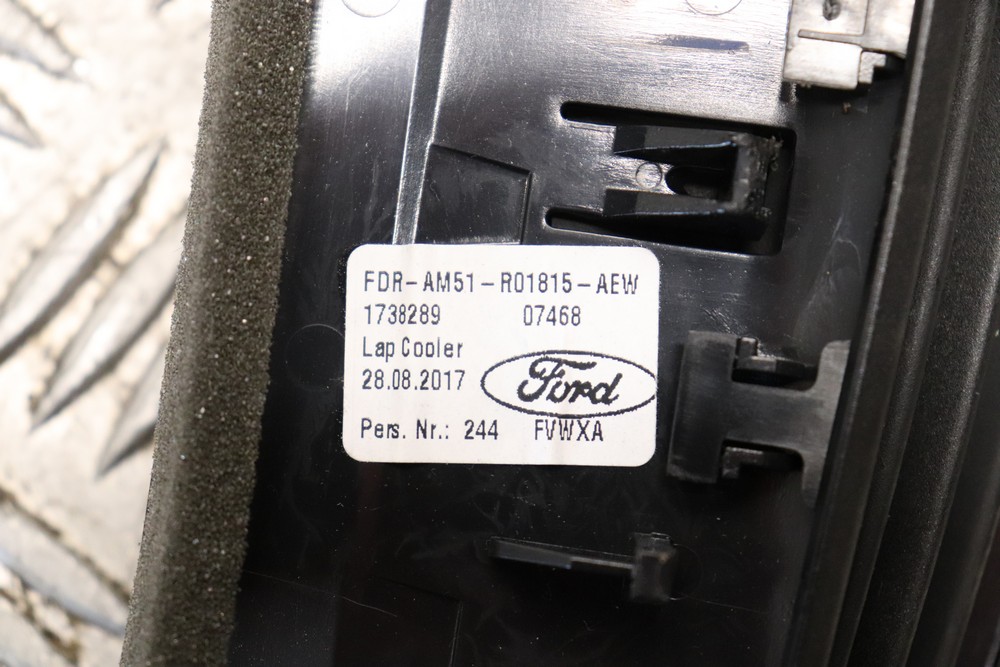 FDR-AM51-R01815-AEW
1738289 07468
Lap Cooler
28.08.2017
Ford
Pers. Nr.: 244 FVWXA